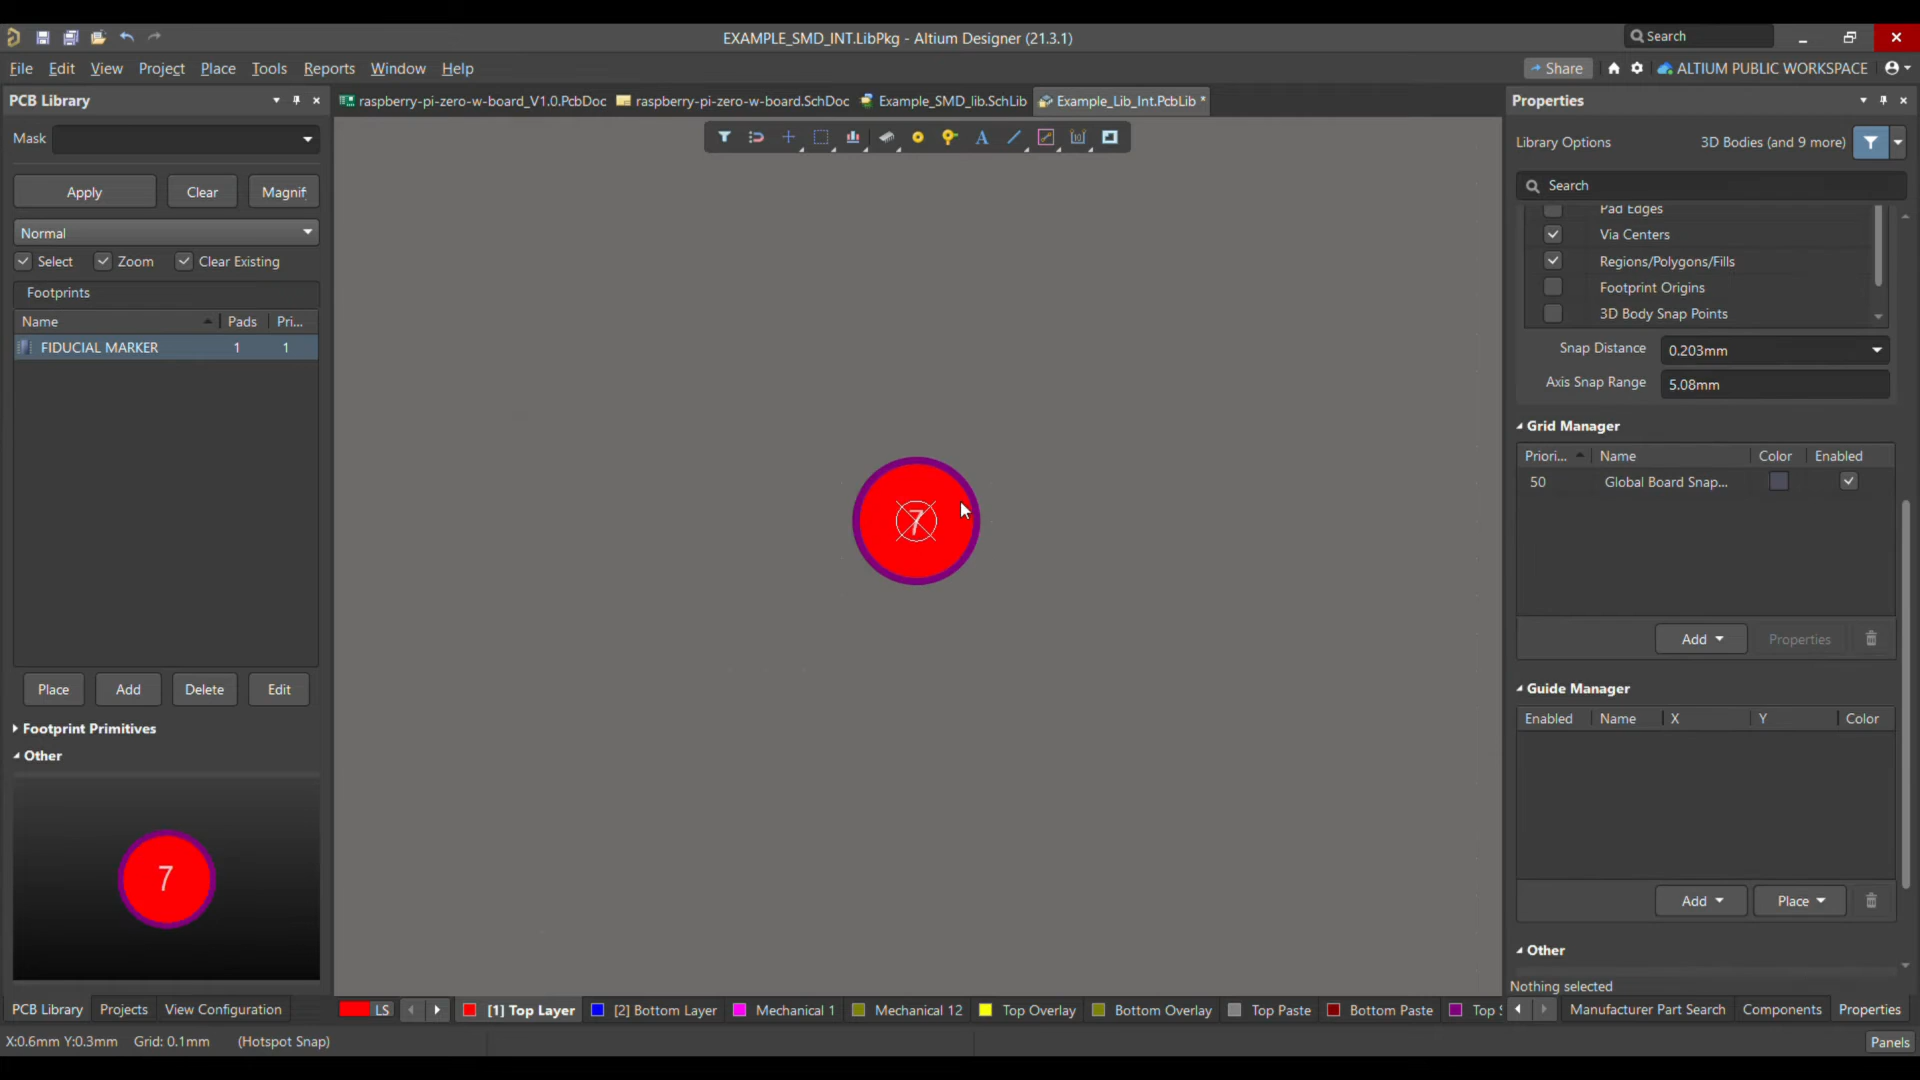 EXAMPLE_SMD_INT.LibPkg - Altium Designer (21.3.1)
Search
File Edit View Project Place Tools Reports Window Help
Share
ALTIUM PUBLIC WORKSPACE
PCB Library
raspberry-pi-zero-w-board_V1.0.PcbDoc
raspberry-pi-zero-w-board.SchDoc
Example_SMD_lib.SchLib
Example_Lib_Int.PcbLib *
Properties
Mask
Apply
Clear
Magnif
Normal
Select
Zoom
Clear Existing
Footprints
Name Pads Pri...
FIDUCIAL MARKER 1 1
Place
Add
Delete
Edit
Footprint Primitives
Other
7
7
Library Options
3D Bodies (and 9 more)
Search
Pad Edges
Via Centers
Regions/Polygons/Fills
Footprint Origins
3D Body Snap Points
Snap Distance 0.203mm
Axis Snap Range 5.08mm
Grid Manager
Priori... Name Color Enabled
50 Global Board Snap...
Add
Properties
Guide Manager
Enabled Name X Y Color
Add
Place
Other
Nothing selected
PCB Library Projects View Configuration
LS
[1] Top Layer
[2] Bottom Layer
Mechanical 1
Mechanical 12
Top Overlay
Bottom Overlay
Top Paste
Bottom Paste
Top S
Manufacturer Part Search
Components
Properties
X:0.6mm Y:0.3mm Grid: 0.1mm (Hotspot Snap)
Panels